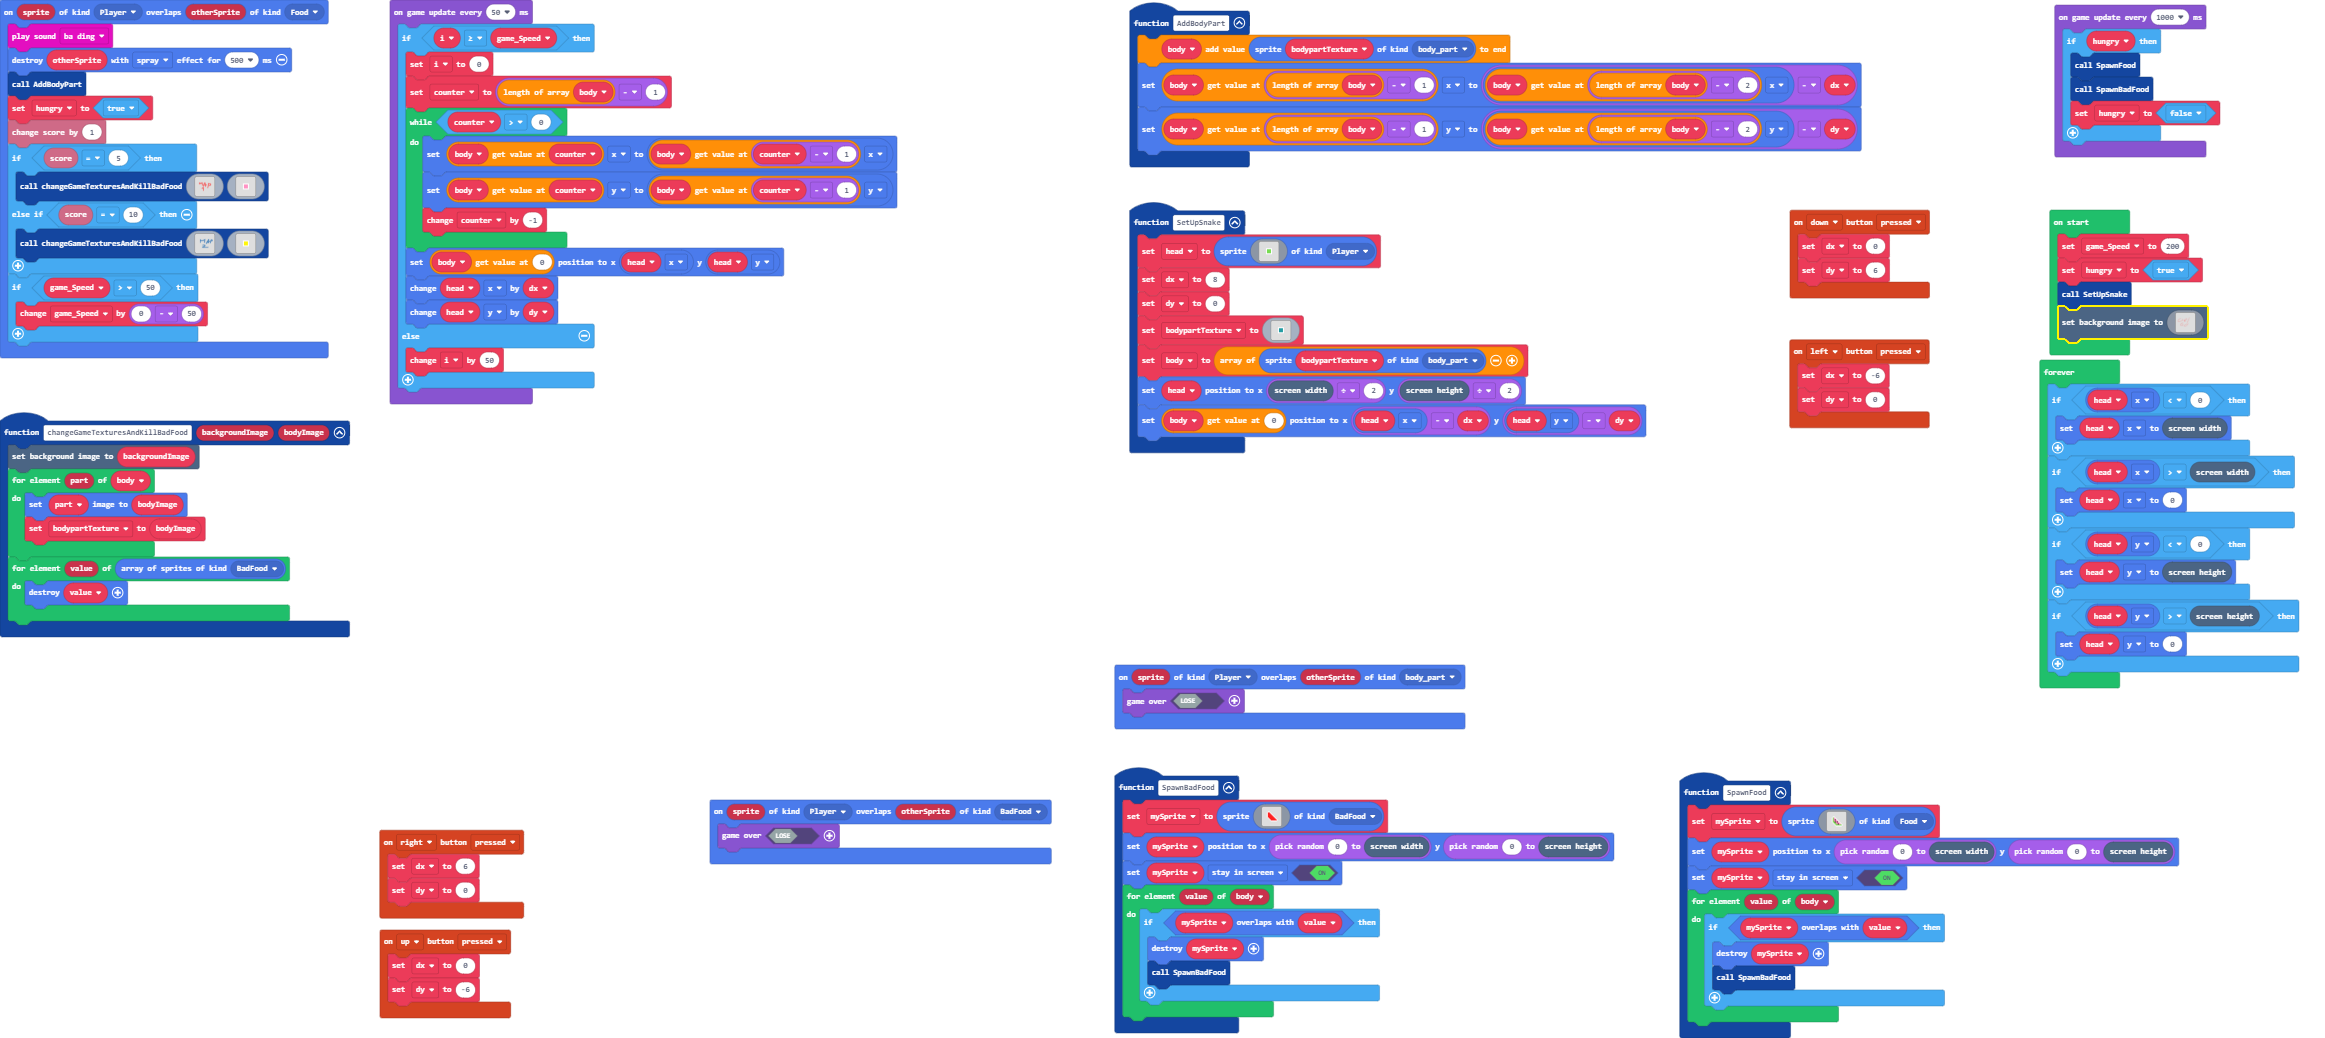 on sprite of kind Player overlaps otherSprite of kind Food
play sound ba ding
destroy otherSprite with spray effect for 500 ms
call AddBodyPart
set hungry to true
change score by 1
if score = 5 then
call changeGameTexturesAndKillBadFood
else if score = 10 then
call changeGameTexturesAndKillBadFood
if game_Speed > 50 then
change game_Speed by 0 - 50
function changeGameTexturesAndKillBadFood backgroundImage bodyImage
set background image to backgroundImage
for element part of body
do set part image to bodyImage
set bodypartTexture to bodyImage
for element value of array of sprites of kind BadFood
do destroy value
on game update every 50 ms
if i ≥ game_Speed then
set i to 0
set counter to length of array body - 1
while counter > 0
do set body get value at counter x to body get value at counter - 1 x
set body get value at counter y to body get value at counter - 1 y
change counter by -1
set body get value at 0 position to x head x y head y
change head x by dx
change head y by dy
else
change i by 50
on right button pressed
set dx to 6
set dy to 0
on up button pressed
set dx to 0
set dy to -6
on sprite of kind Player overlaps otherSprite of kind BadFood
game over LOSE
function AddBodyPart
body add value sprite bodypartTexture of kind body_part to end
set body get value at length of array body - 1 x to body get value at length of array body - 2 x - dx
set body get value at length of array body - 1 y to body get value at length of array body - 2 y - dy
function SetUpSnake
set head to sprite of kind Player
set dx to 8
set dy to 0
set bodypartTexture to
set body to array of sprite bodypartTexture of kind body_part
set head position to x screen width ÷ 2 y screen height ÷ 2
set body get value at 0 position to x head x - dx y head y - dy
on sprite of kind Player overlaps otherSprite of kind body_part
game over LOSE
function SpawnBadFood
set mySprite to sprite of kind BadFood
set mySprite position to x pick random 0 to screen width y pick random 0 to screen height
set mySprite stay in screen ON
for element value of body
do if mySprite overlaps with value then
destroy mySprite
call SpawnBadFood
function SpawnFood
set mySprite to sprite of kind Food
set mySprite position to x pick random 0 to screen width y pick random 0 to screen height
set mySprite stay in screen ON
for element value of body
do if mySprite overlaps with value then
destroy mySprite
call SpawnBadFood
on down button pressed
set dx to 0
set dy to 6
on left button pressed
set dx to -6
set dy to 0
on game update every 1000 ms
if hungry then
call SpawnFood
call SpawnBadFood
set hungry to false
on start
set game_Speed to 200
set hungry to true
call SetUpSnake
set background image to
forever
if head x < 0 then
set head x to screen width
if head x > screen width then
set head x to 0
if head y < 0 then
set head y to screen height
if head y > screen height then
set head y to 0